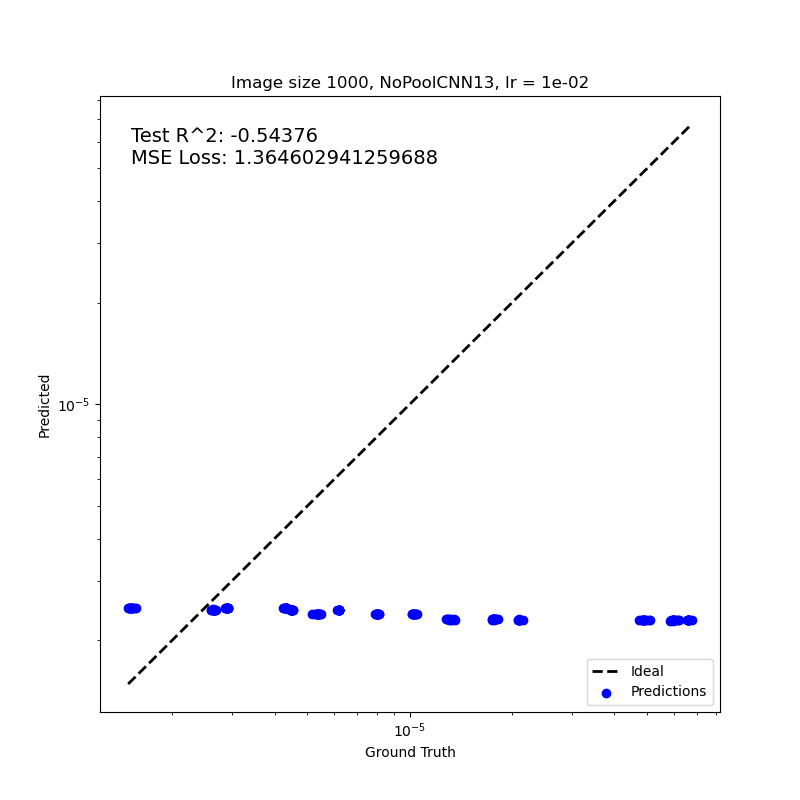 Image size 1000, NoPoolCNN13, lr = 1e-02
Test R^2: -0.54376
MSE Loss: 1.364602941259688
Predicted
10⁻⁵
Ideal
Predictions
10⁻⁵
Ground Truth